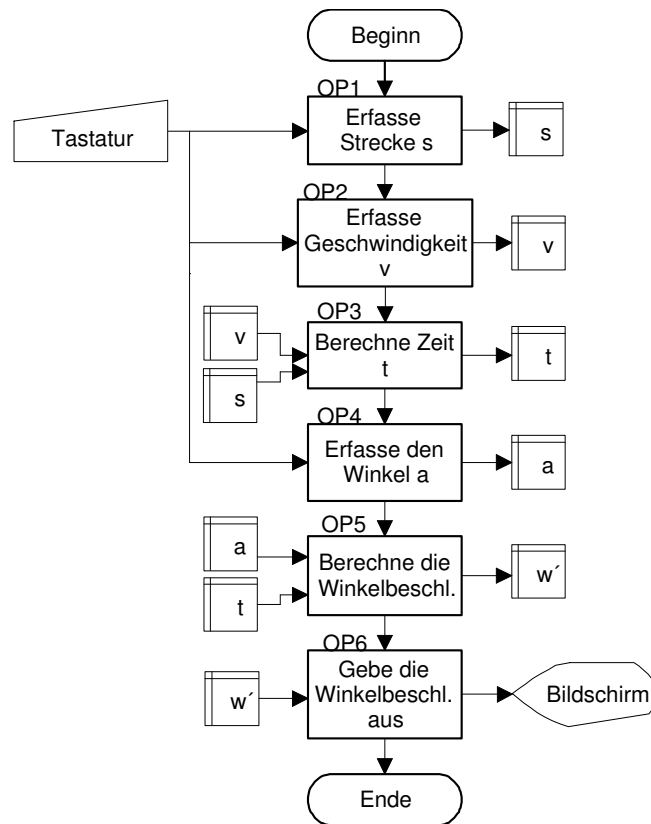 Beginn
OP1
Tastatur
Erfasse
Strecke s
s
OP2
Erfasse
Geschwindigkeit
v
v
OP3
v
s
Berechne Zeit
t
t
OP4
Erfasse den
Winkel a
a
OP5
a
t
Berechne die
Winkelbeschl.
w´
OP6
w´
Gebe die
Winkelbeschl.
aus
Bildschirm
Ende